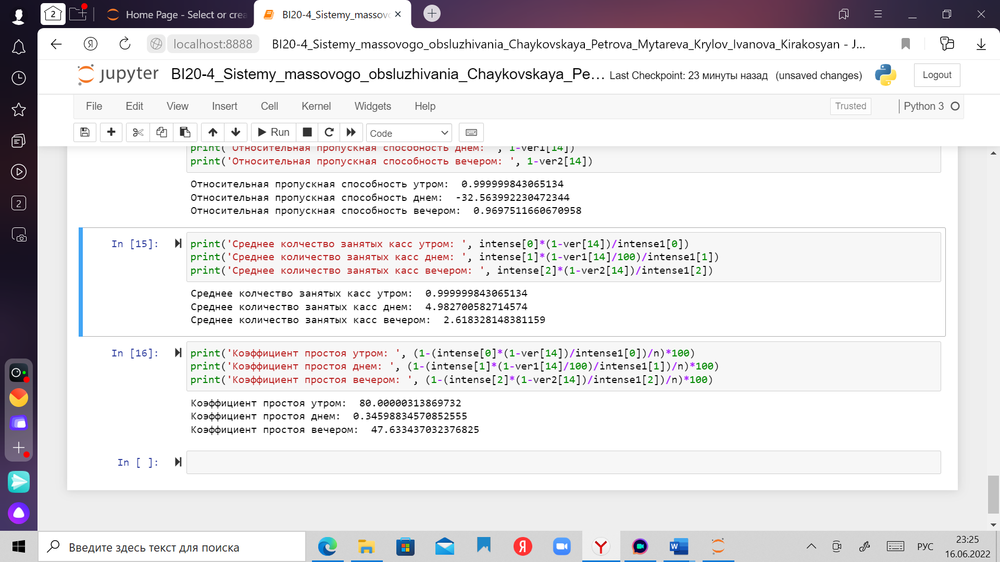 2
Home Page - Select or crea
BI20-4_Sistemy_massovo
localhost:8888
BI20-4_Sistemy_massovogo_obsluzhivania_Chaykovskaya_Petrova_Mytareva_Krylov_Ivanova_Kirakosyan - J...
jupyter
BI20-4_Sistemy_massovogo_obsluzhivania_Chaykovskaya_Pe...
Last Checkpoint: 23 минуты назад (unsaved changes)
Logout
File Edit View Insert Cell Kernel Widgets Help
Trusted
Python 3
Run
Code
print('Относительная пропускная способность днем: ', 1-ver1[14])
print('Относительная пропускная способность вечером: ', 1-ver2[14])
Относительная пропускная способность утром:  0.999999843065134
Относительная пропускная способность днем:  -32.563992230472344
Относительная пропускная способность вечером:  0.9697511660670958
In [15]:
print('Среднее колчество занятых касс утром: ', intense[0]*(1-ver[14])/intense1[0])
print('Среднее количество занятых касс днем: ', intense[1]*(1-ver1[14]/100)/intense1[1])
print('Среднее количество занятых касс вечером: ', intense[2]*(1-ver2[14])/intense1[2])
Среднее колчество занятых касс утром:  0.999999843065134
Среднее количество занятых касс днем:  4.982700582714574
Среднее количество занятых касс вечером:  2.618328148381159
In [16]:
print('Коэффициент простоя утром: ', (1-(intense[0]*(1-ver[14])/intense1[0])/n)*100)
print('Коэффициент простоя днем: ', (1-(intense[1]*(1-ver1[14]/100)/intense1[1])/n)*100)
print('Коэффициент простоя вечером: ', (1-(intense[2]*(1-ver2[14])/intense1[2])/n)*100)
Коэффициент простоя утром:  80.00000313869732
Коэффициент простоя днем:  0.34598834570852555
Коэффициент простоя вечером:  47.633437032376825
In [ ]:
2
Введите здесь текст для поиска
РУС
23:25
16.06.2022